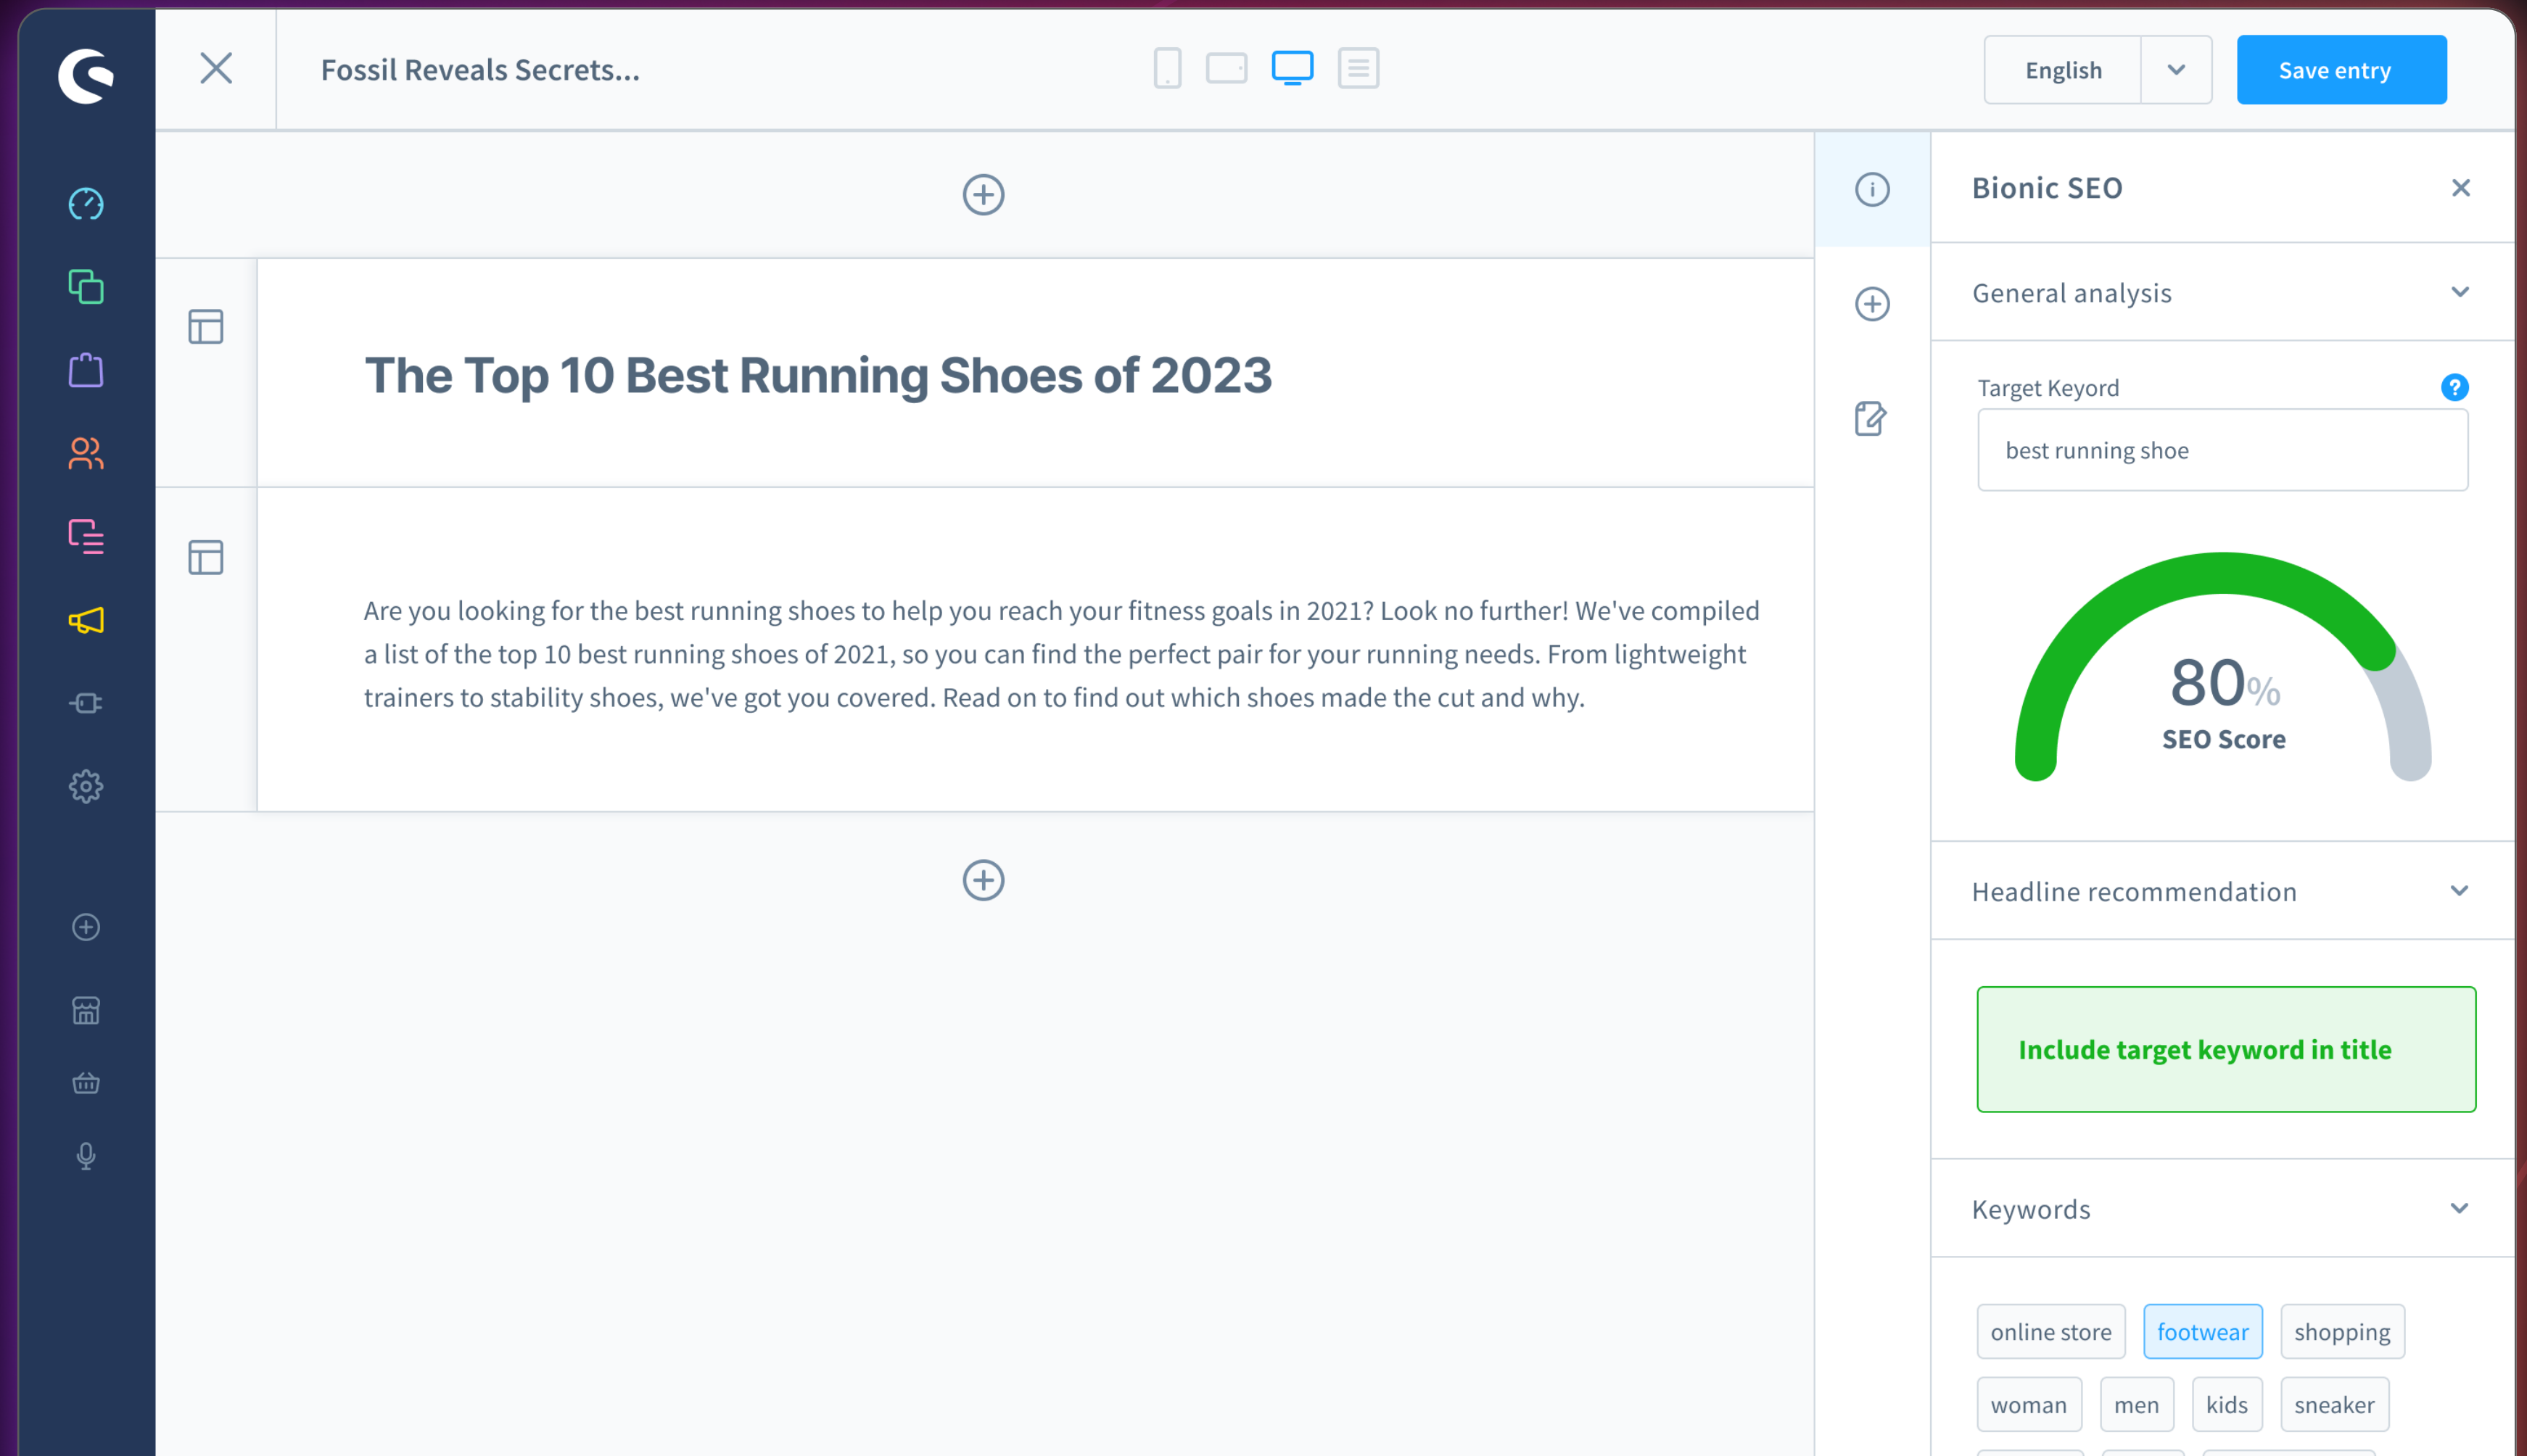 Fossil Reveals Secrets...
English
Save entry
The Top 10 Best Running Shoes of 2023
Are you looking for the best running shoes to help you reach your fitness goals in 2021? Look no further! We've compiled
a list of the top 10 best running shoes of 2021, so you can find the perfect pair for your running needs. From lightweight
trainers to stability shoes, we've got you covered. Read on to find out which shoes made the cut and why.
Bionic SEO
General analysis
Target Keyord
best running shoe
80%
SEO Score
Headline recommendation
Include target keyword in title
Keywords
online store footwear shopping
woman men kids sneaker